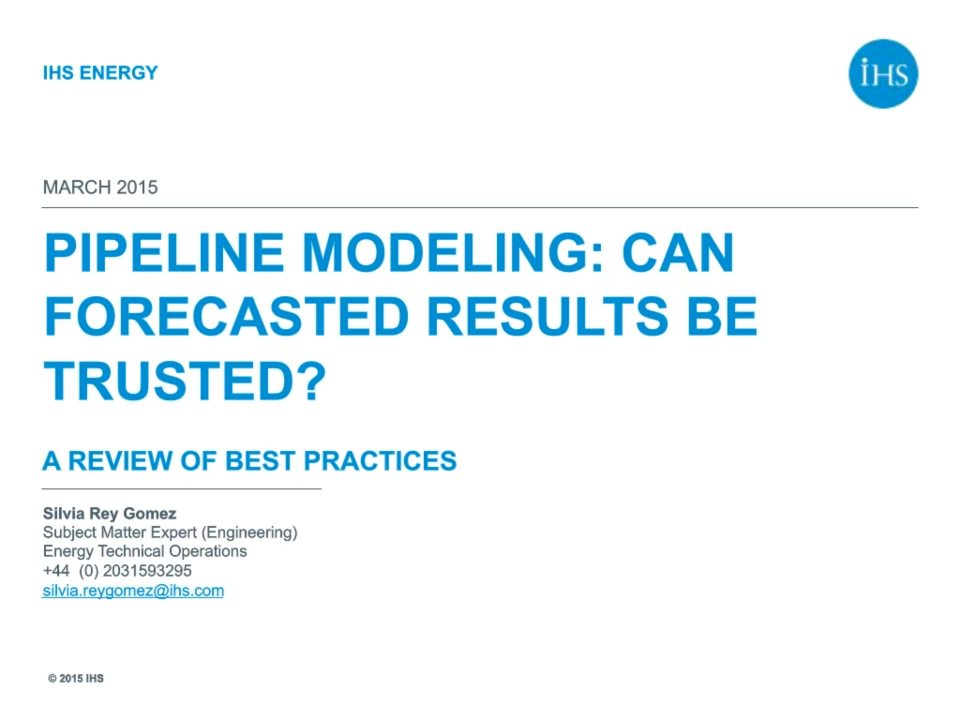 IHS ENERGY
iHS
MARCH 2015
PIPELINE MODELING: CAN
FORECASTED RESULTS BE
TRUSTED?
A REVIEW OF BEST PRACTICES
Silvia Rey Gomez
Subject Matter Expert (Engineering)
Energy Technical Operations
+44  (0) 2031593295
silvia.reygomez@ihs.com
© 2015 IHS